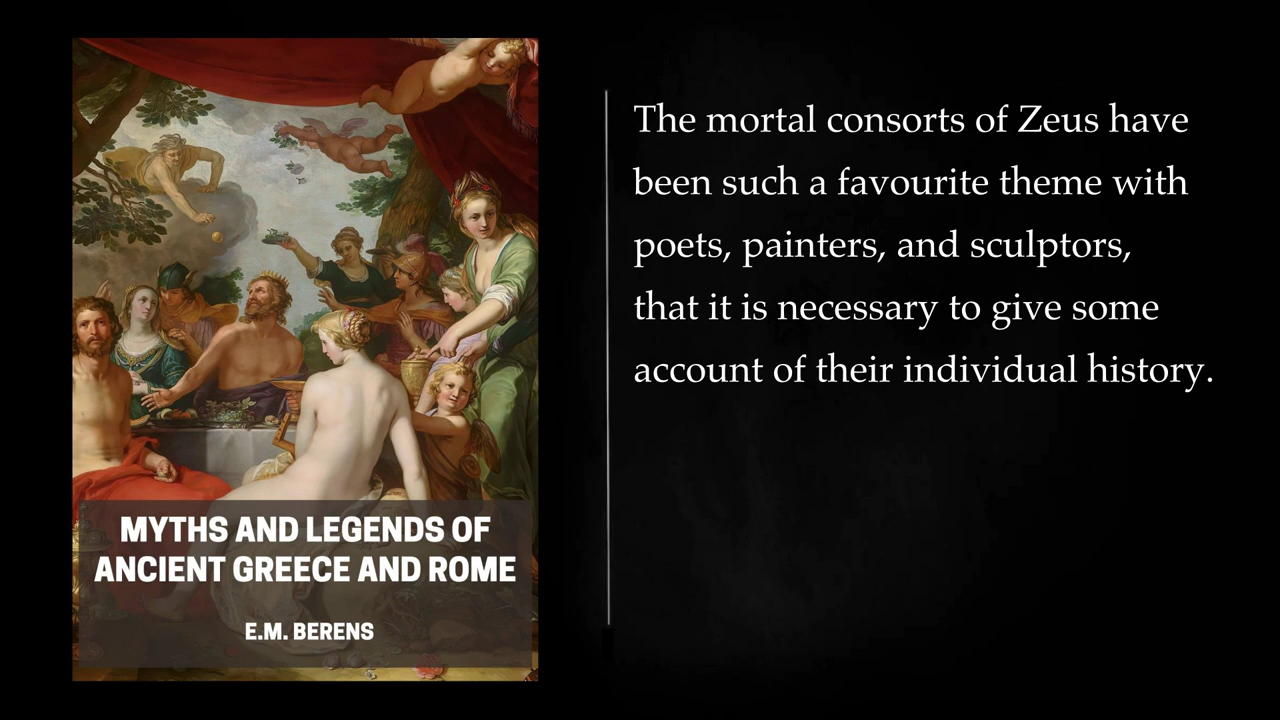 MYTHS AND LEGENDS OF
ANCIENT GREECE AND ROME
E.M. BERENS
The mortal consorts of Zeus have
been such a favourite theme with
poets, painters, and sculptors,
that it is necessary to give some
account of their individual history.